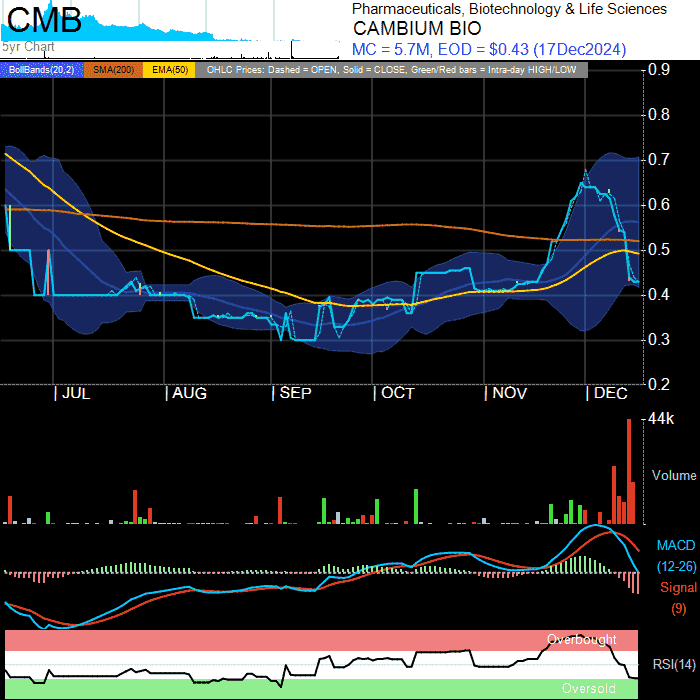 CMB
5yr Chart
Pharmaceuticals, Biotechnology & Life Sciences
CAMBIUM BIO
MC = 5.7M, EOD = $0.43 (17Dec2024)
BollBands(20,2) SMA(200) EMA(50) OHLC Prices: Dashed = OPEN, Solid = CLOSE, Green/Red bars = Intra-day HIGH/LOW
0.9
0.8
0.7
0.6
0.5
0.4
0.3
0.2
| JUL | AUG | SEP | OCT | NOV | DEC
44k
Volume
MACD
(12-26)
Signal
(9)
Overbought
RSI(14)
Oversold